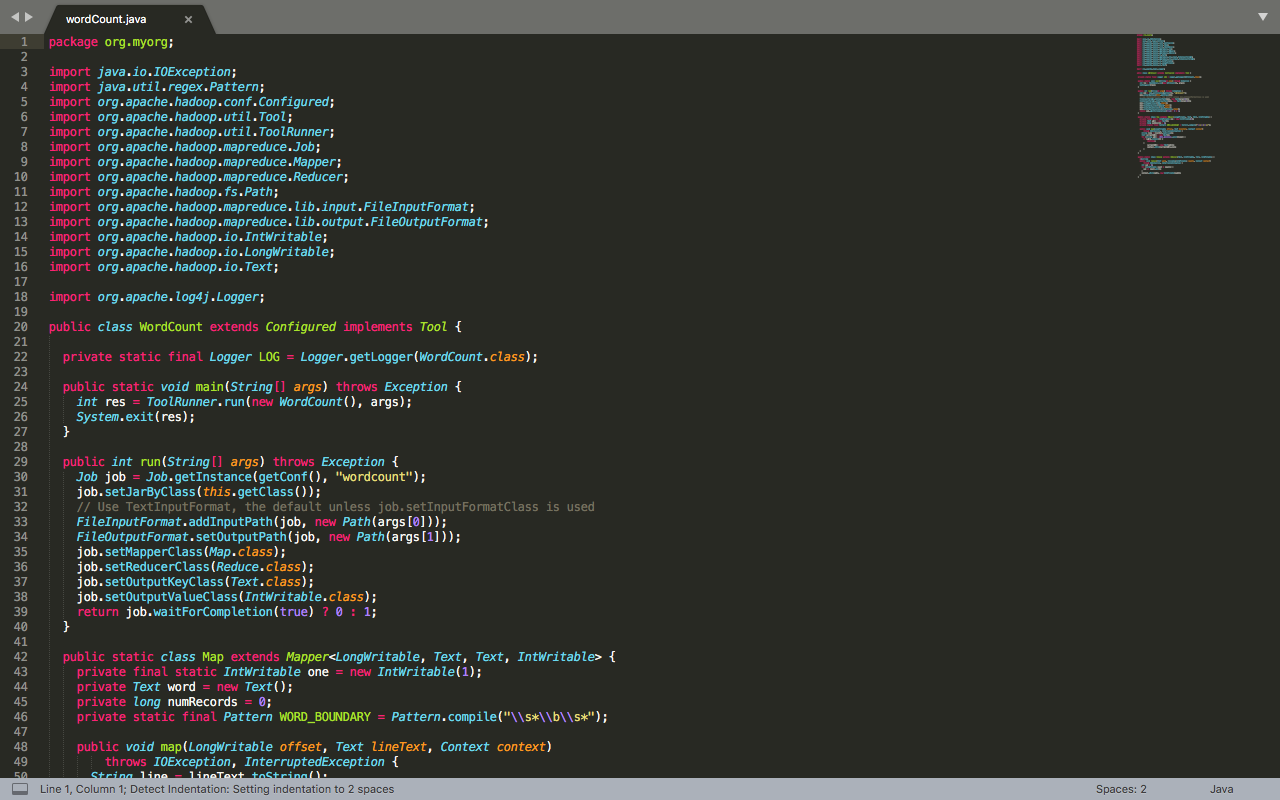 wordCount.java ×
1 package org.myorg;
2
3 import java.io.IOException;
4 import java.util.regex.Pattern;
5 import org.apache.hadoop.conf.Configured;
6 import org.apache.hadoop.util.Tool;
7 import org.apache.hadoop.util.ToolRunner;
8 import org.apache.hadoop.mapreduce.Job;
9 import org.apache.hadoop.mapreduce.Mapper;
10 import org.apache.hadoop.mapreduce.Reducer;
11 import org.apache.hadoop.fs.Path;
12 import org.apache.hadoop.mapreduce.lib.input.FileInputFormat;
13 import org.apache.hadoop.mapreduce.lib.output.FileOutputFormat;
14 import org.apache.hadoop.io.IntWritable;
15 import org.apache.hadoop.io.LongWritable;
16 import org.apache.hadoop.io.Text;
17
18 import org.apache.log4j.Logger;
19
20 public class WordCount extends Configured implements Tool {
21
22   private static final Logger LOG = Logger.getLogger(WordCount.class);
23
24   public static void main(String[] args) throws Exception {
25     int res = ToolRunner.run(new WordCount(), args);
26     System.exit(res);
27   }
28
29   public int run(String[] args) throws Exception {
30     Job job = Job.getInstance(getConf(), "wordcount");
31     job.setJarByClass(this.getClass());
32     // Use TextInputFormat, the default unless job.setInputFormatClass is used
33     FileInputFormat.addInputPath(job, new Path(args[0]));
34     FileOutputFormat.setOutputPath(job, new Path(args[1]));
35     job.setMapperClass(Map.class);
36     job.setReducerClass(Reduce.class);
37     job.setOutputKeyClass(Text.class);
38     job.setOutputValueClass(IntWritable.class);
39     return job.waitForCompletion(true) ? 0 : 1;
40   }
41
42   public static class Map extends Mapper<LongWritable, Text, Text, IntWritable> {
43     private final static IntWritable one = new IntWritable(1);
44     private Text word = new Text();
45     private long numRecords = 0;
46     private static final Pattern WORD_BOUNDARY = Pattern.compile("\\s*\\b\\s*");
47
48     public void map(LongWritable offset, Text lineText, Context context)
49         throws IOException, InterruptedException {
50       String line = lineText.toString();
Line 1, Column 1; Detect Indentation: Setting indentation to 2 spaces Spaces: 2 Java